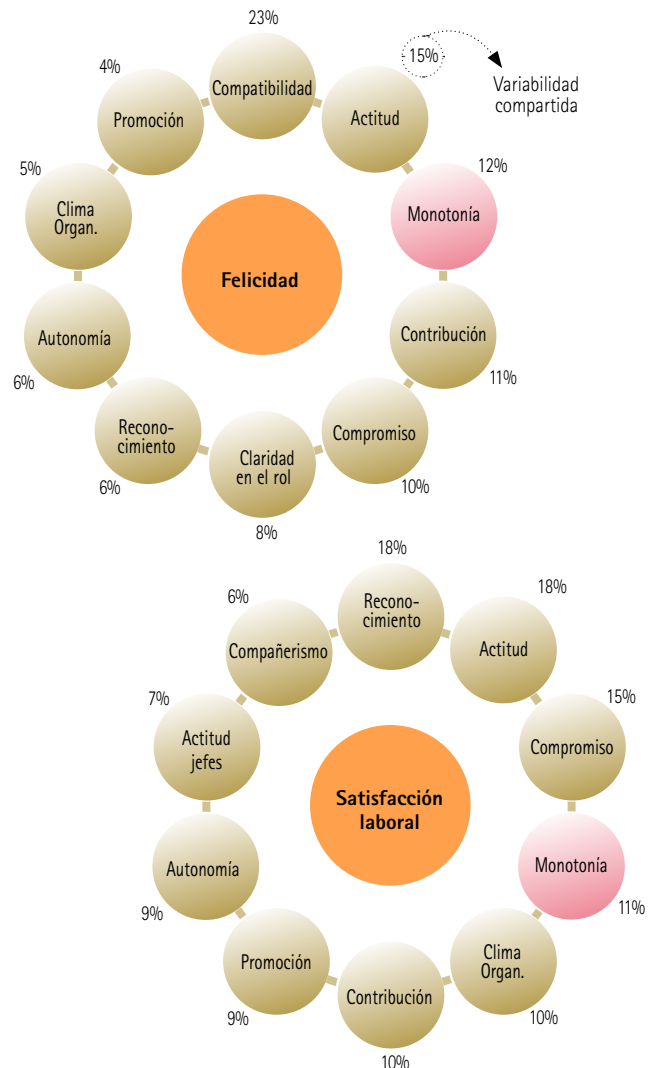 23%
Compatibilidad
15%
Variabilidad
compartida
Actitud
12%
Monotonía
Contribución
11%
Compromiso
10%
Claridad
en el rol
8%
Recono-
cimiento
6%
Autonomía
6%
5%
Clima
Organ.
4%
Promoción
Felicidad
18%
Recono-
cimiento
18%
Actitud
15%
Compromiso
Monotonía
11%
Clima
Organ.
10%
Contribución
10%
Promoción
9%
Autonomía
9%
7%
Actitud
jefes
6%
Compañerismo
Satisfacción
laboral